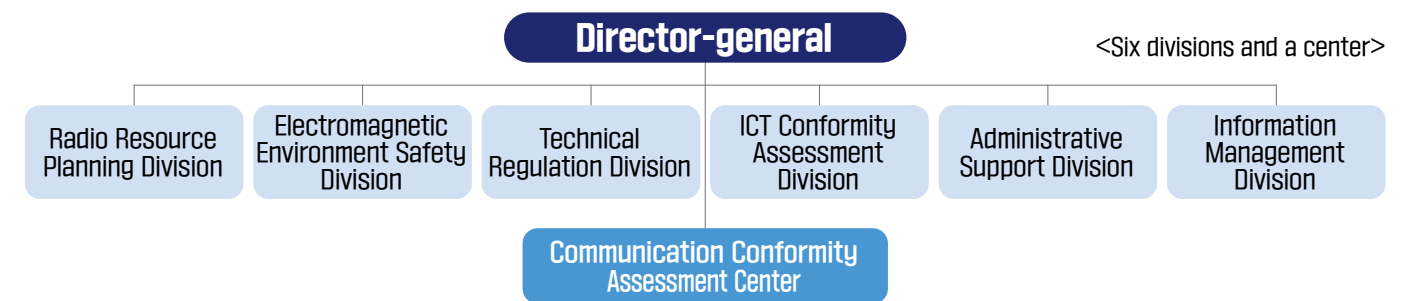 Director-general
<Six divisions and a center>
Radio Resource
Planning Division
Electromagnetic
Environment Safety
Division
Technical
Regulation Division
ICT Conformity
Assessment
Division
Administrative
Support Division
Information
Management
Division
Communication Conformity
Assessment Center